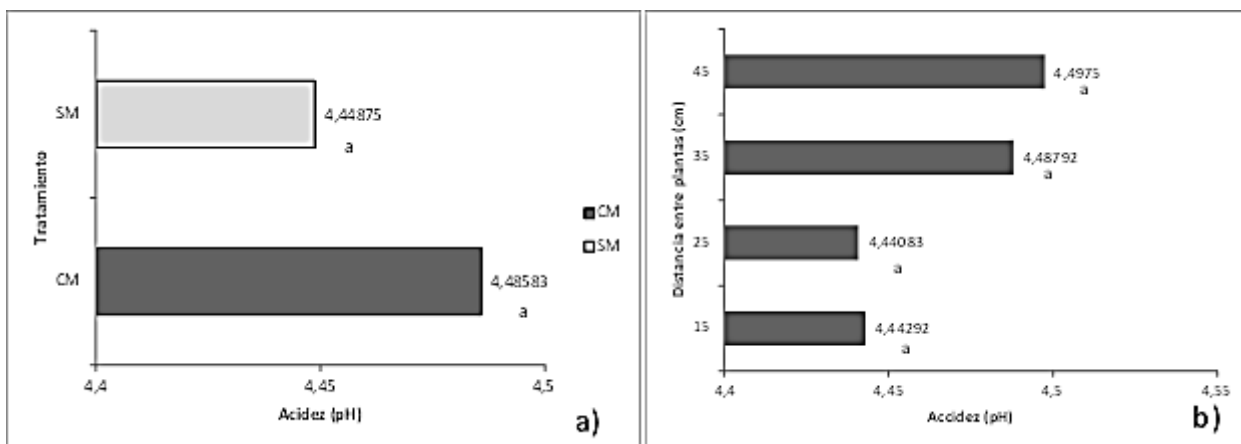 SM
4,44875
a
Tratamiento
CM
SM
CM
4,48583
a
4,4
4,45
4,5
Acidez (pH)
a)
45
4,4975
a
35
4,48792
a
Distancia entre plantas (cm)
25
4,44083
a
15
4,44292
a
4,4
4,45
4,5
4,55
Accidez (pH)
b)